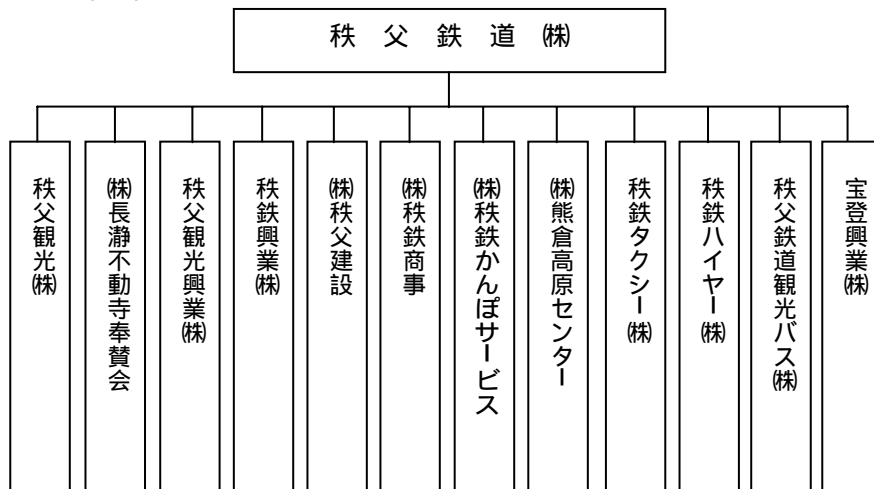 秩父鉄道㈱
秩父観光㈱
㈱長瀞不動寺奉賛会
秩父観光興業㈱
秩鉄興業㈱
㈱秩父建設
㈱秩鉄商事
㈱秩鉄かんぽサービス
㈱熊倉高原センター
秩鉄タクシー㈱
秩鉄ハイヤー㈱
秩父鉄道観光バス㈱
宝登興業㈱